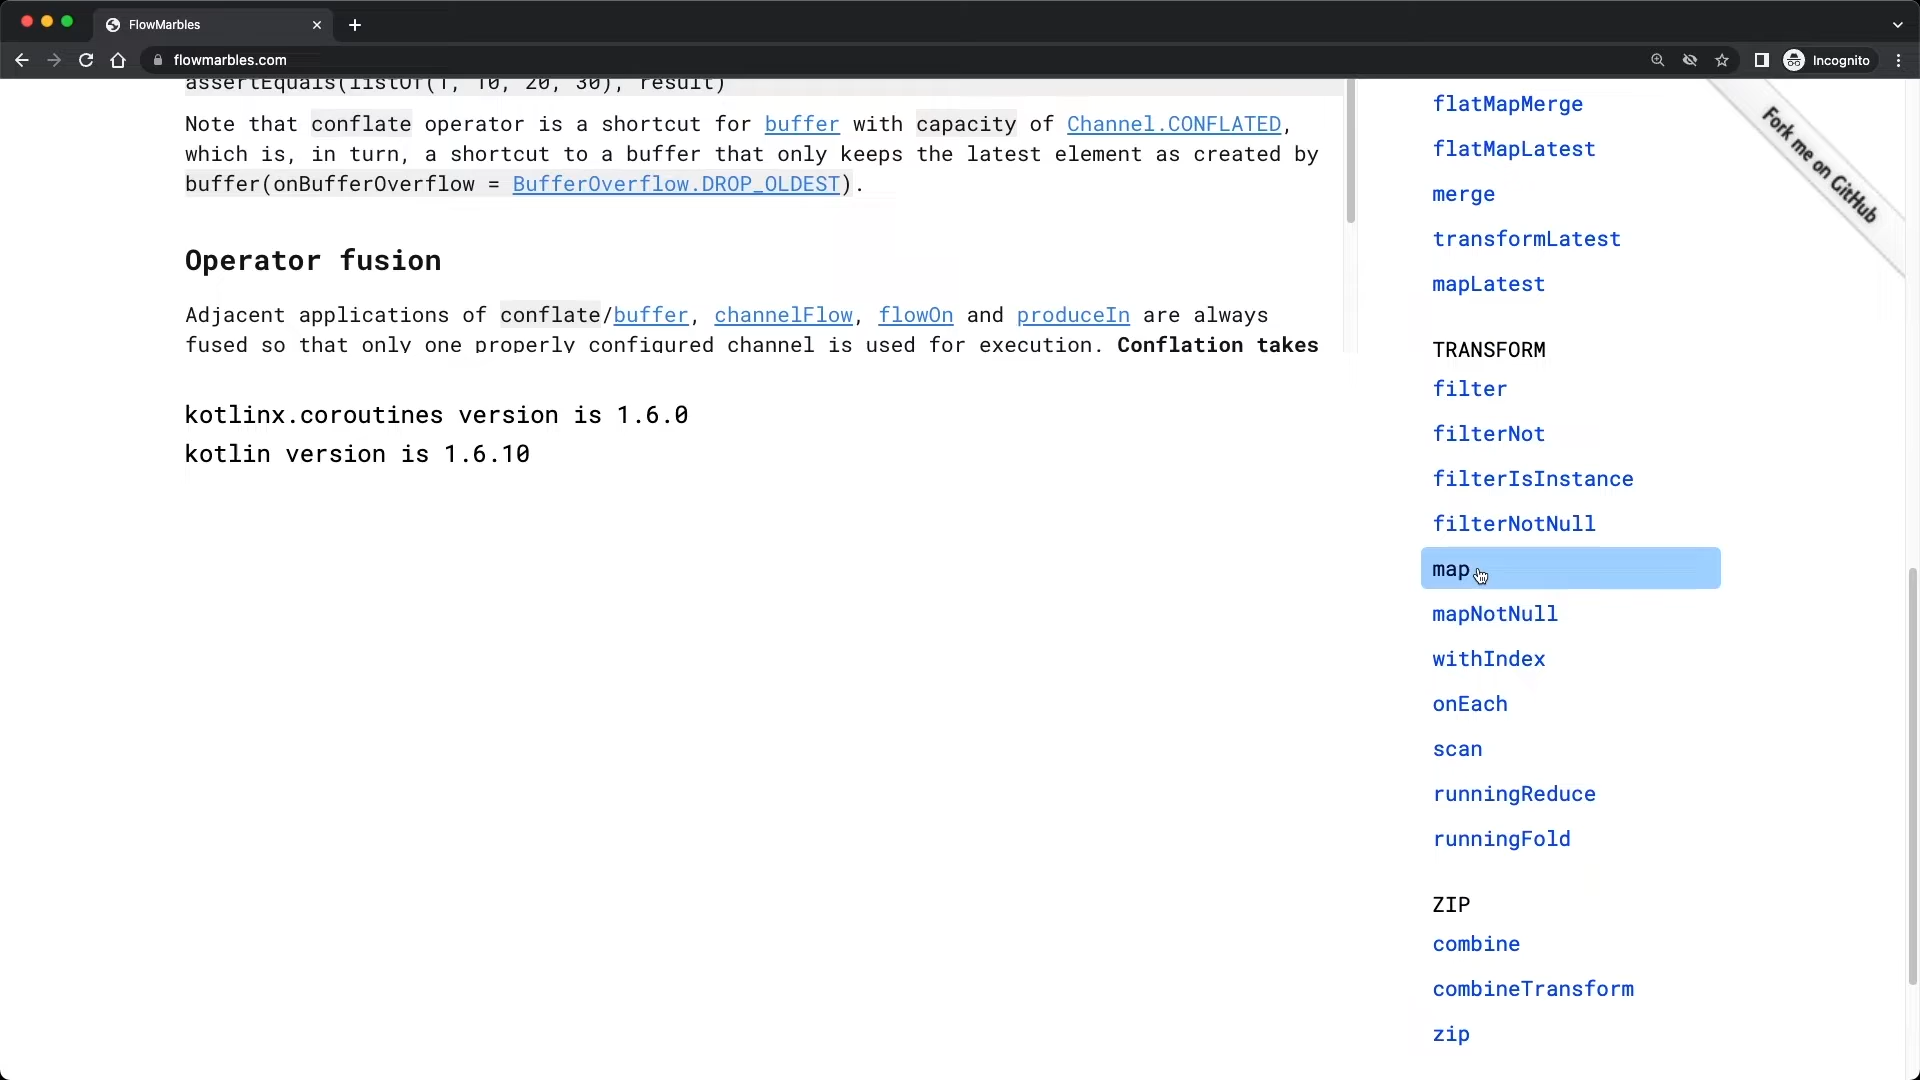 FlowMarbles
flowmarbles.com
Incognito
assertEquals(listOf(1, 10, 20, 30), result)
Note that conflate operator is a shortcut for buffer with capacity of Channel.CONFLATED,
which is, in turn, a shortcut to a buffer that only keeps the latest element as created by
buffer(onBufferOverflow = BufferOverflow.DROP_OLDEST).
Operator fusion
Adjacent applications of conflate/buffer, channelFlow, flowOn and produceIn are always
fused so that only one properly configured channel is used for execution. Conflation takes
kotlinx.coroutines version is 1.6.0
kotlin version is 1.6.10
flatMapMerge
flatMapLatest
merge
transformLatest
mapLatest
TRANSFORM
filter
filterNot
filterIsInstance
filterNotNull
map
mapNotNull
withIndex
onEach
scan
runningReduce
runningFold
ZIP
combine
combineTransform
zip
Fork me on GitHub